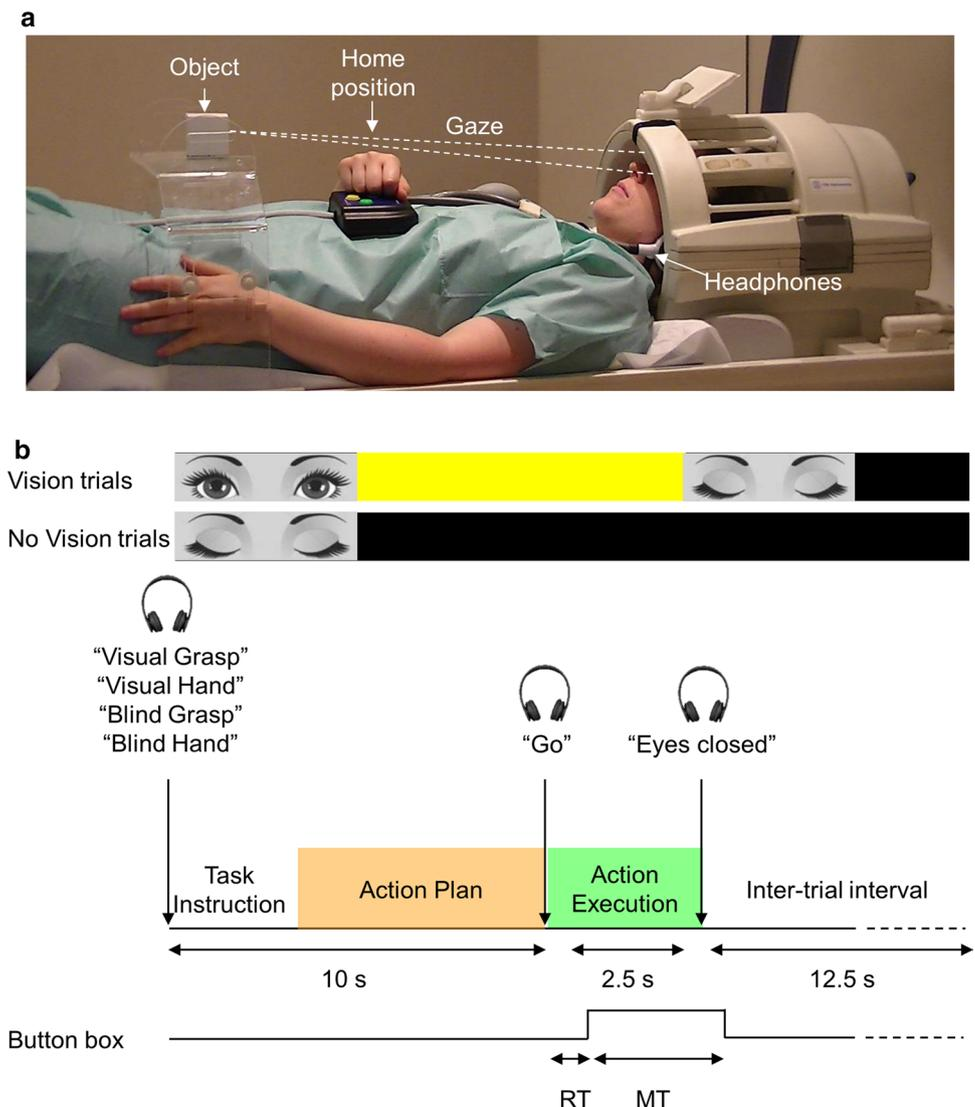 a
Object
Home
position
Gaze
Headphones
b
Vision trials
No Vision trials
“Visual Grasp”
“Visual Hand”
“Blind Grasp”
“Blind Hand”
“Go”
“Eyes closed”
Task
Instruction
Action Plan
Action
Execution
Inter-trial interval
10 s
2.5 s
12.5 s
Button box
RT
MT